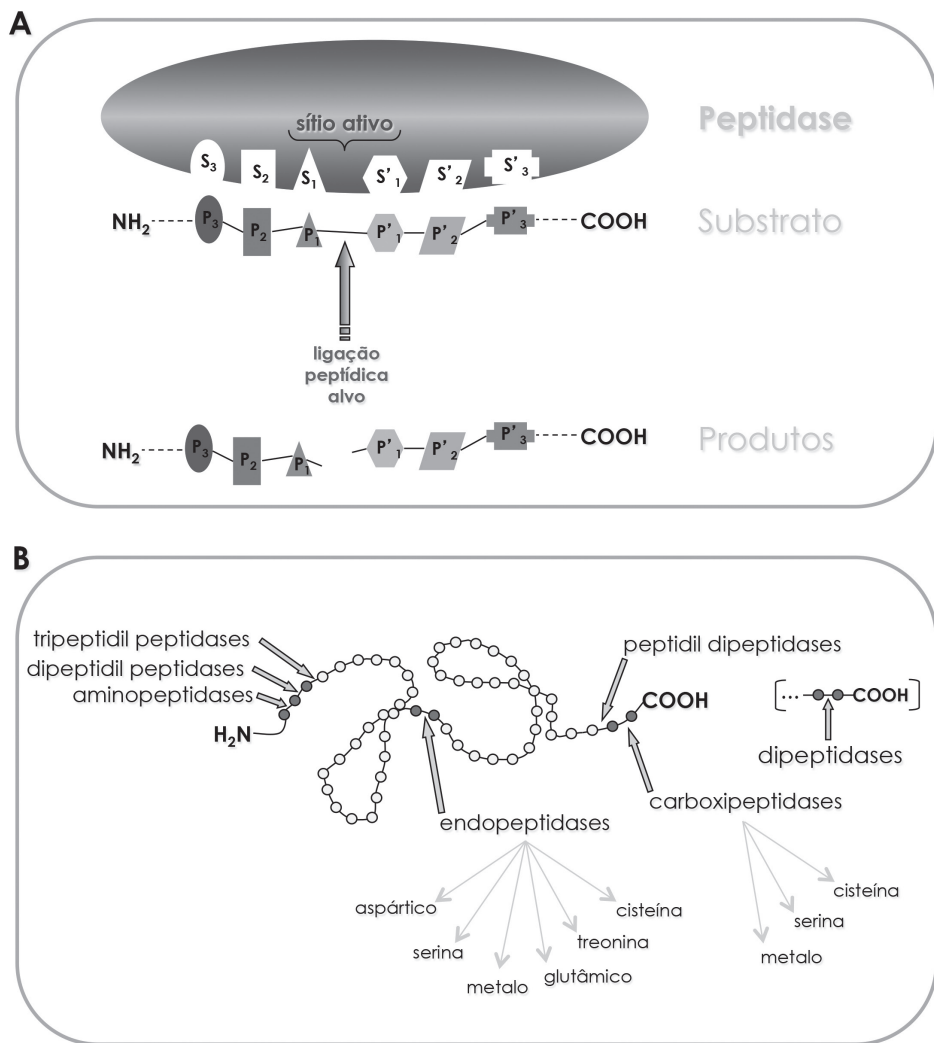 A
sítio ativo
Peptidase
S3 S2 S1 S'1 S'2 S'3
NH2 P3 P2 P1 P'1 P'2 P'3 COOH
Substrato
ligação
peptídica
alvo
NH2 P3 P2 P1 P'1 P'2 P'3 COOH
Produtos
B
tripeptidil peptidases
dipeptidil peptidases
aminopeptidases
H2N
peptidil dipeptidases
COOH
[... COOH]
dipeptidases
endopeptidases
carboxipeptidases
aspártico
serina
metalo
glutâmico
treonina
cisteína
cisteína
serina
metalo